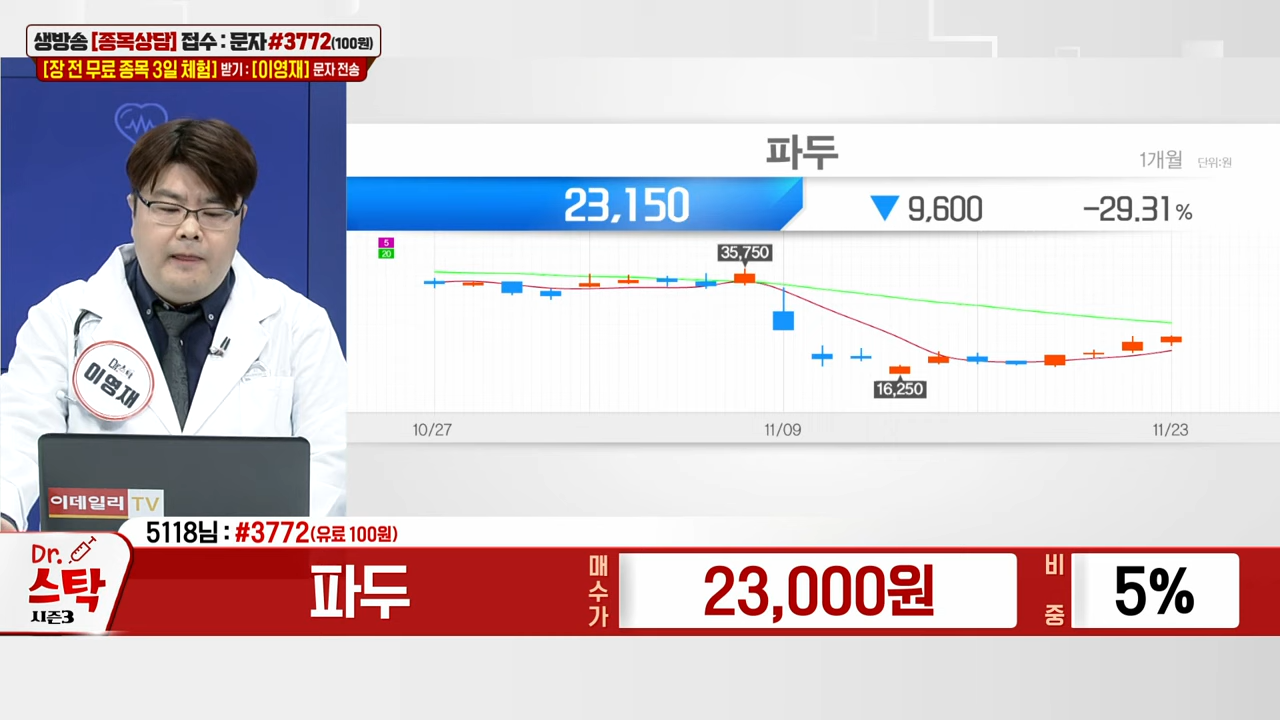 생방송 [종목상담] 접수 : 문자 #3772(100원)
[장 전 무료 종목 3일 체험] 받기 : [이영재] 문자 전송
파두
1개월 단위:원
23,150 ▼ 9,600 -29.31%
5
20
35,750
16,250
10/27 11/09 11/23
Dr.스탁
이영재
이데일리 TV
5118님 : #3772(유료 100원)
Dr.
스탁
시즌3
파두 매수가 23,000원 비중 5%